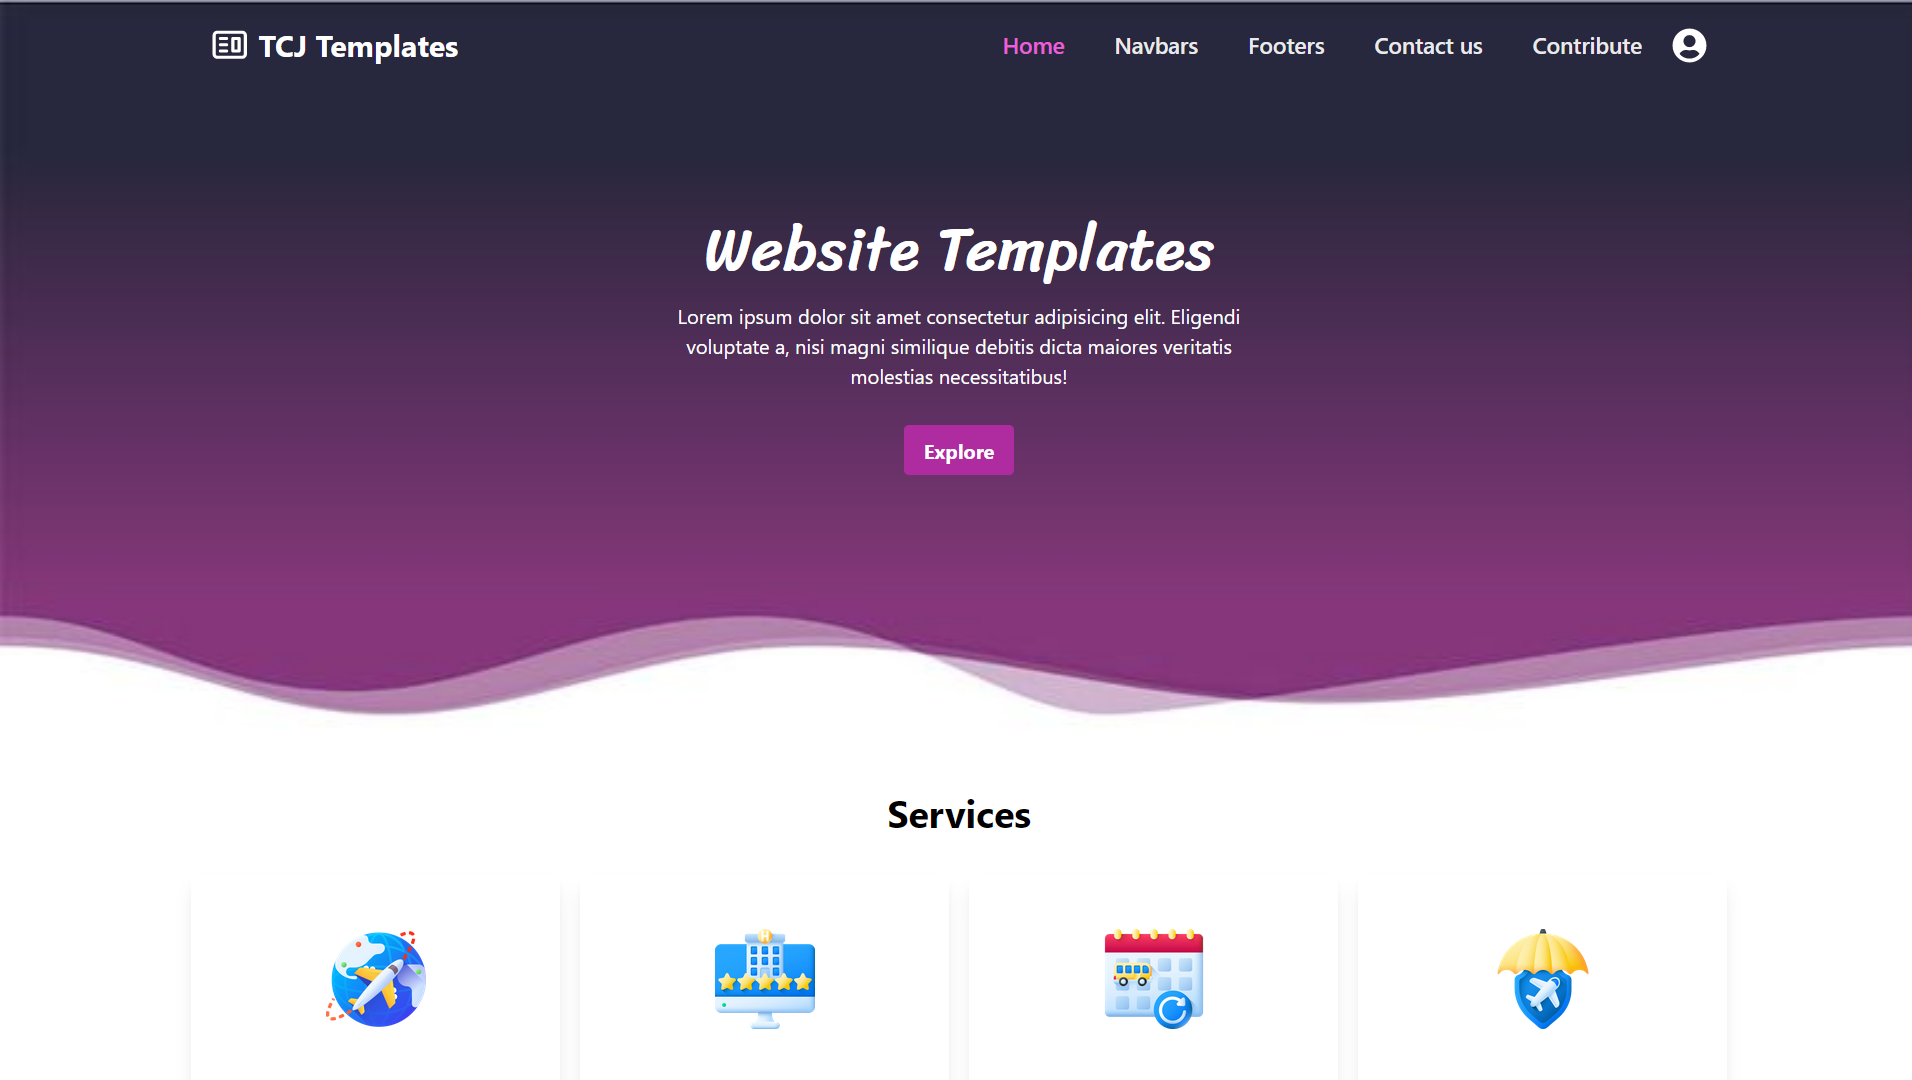 TCJ Templates
Home
Navbars
Footers
Contact us
Contribute
Website Templates
Lorem ipsum dolor sit amet consectetur adipisicing elit. Eligendi
voluptate a, nisi magni similique debitis dicta maiores veritatis
molestias necessitatibus!
Explore
Services
H